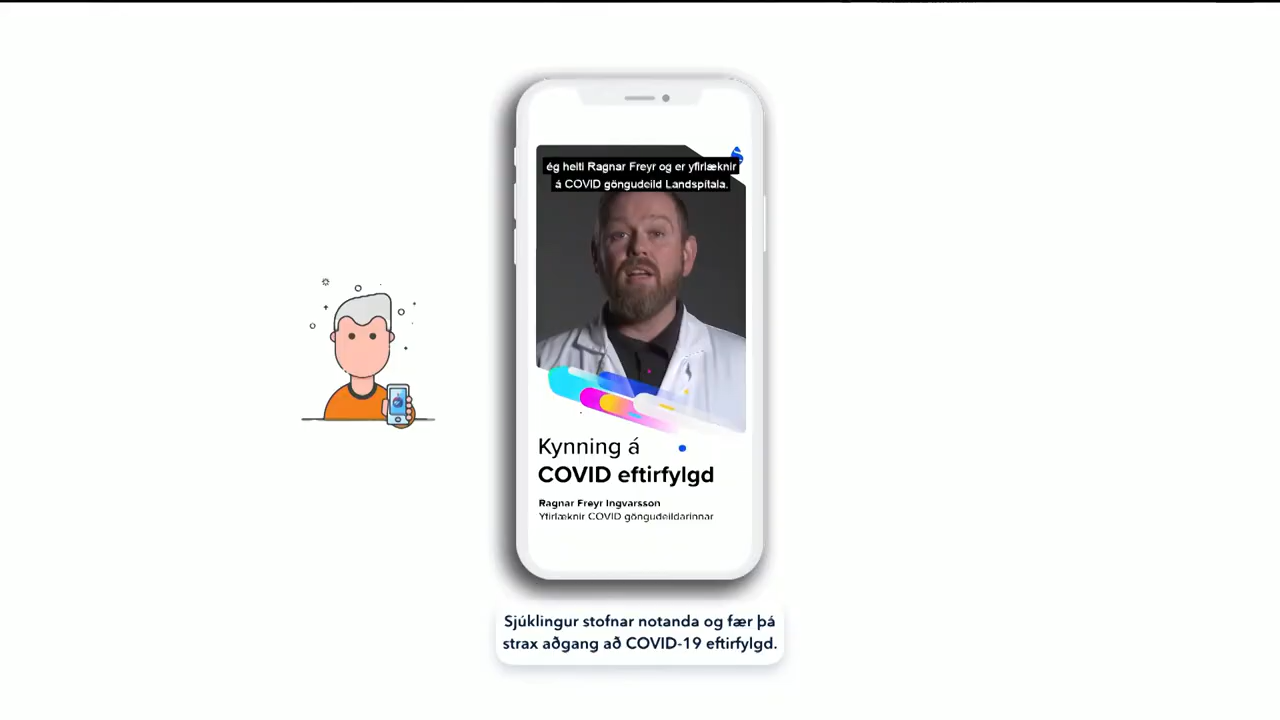 ég heiti Ragnar Freyr og er yfirlæknir
á COVID göngudeild Landspítala.
Kynning á
COVID eftirfylgd
Ragnar Freyr Ingvarsson
Yfirlæknir COVID göngudeildarinnar
Sjúklingur stofnar notanda og fær þá
strax aðgang að COVID-19 eftirfylgd.